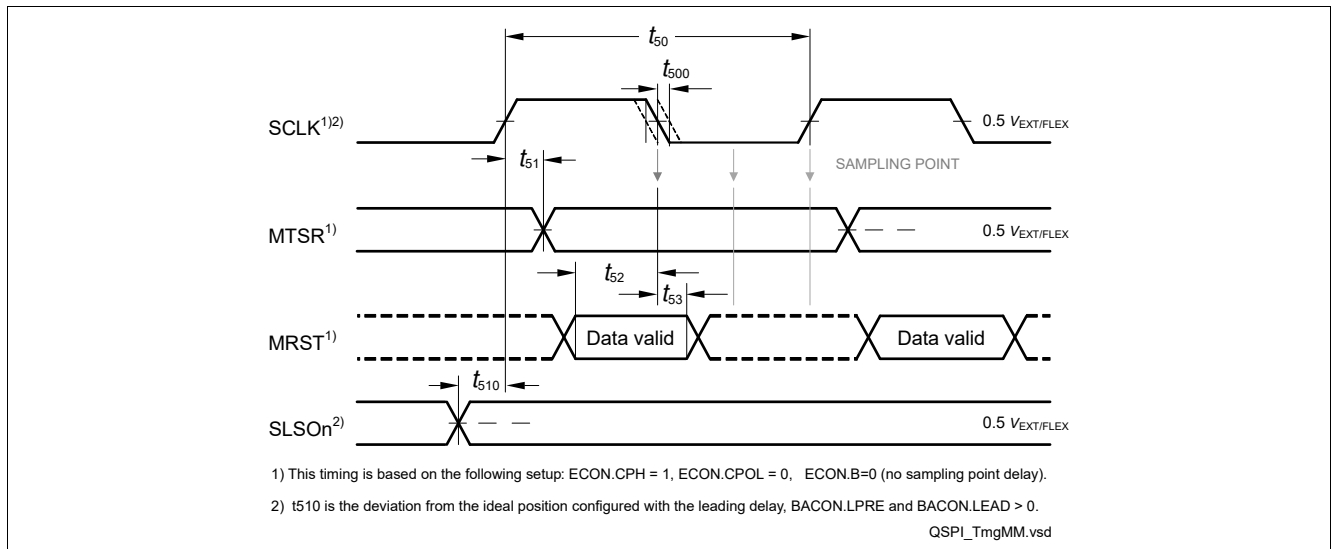 t50
t500
SCLK1)2)
0.5 VEXT/FLEX
t51
SAMPLING POINT
MTSR1)
0.5 VEXT/FLEX
t52
t53
MRST1)
Data valid
Data valid
t510
SLSOn2)
0.5 VEXT/FLEX
1) This timing is based on the following setup: ECON.CPH = 1, ECON.CPOL = 0, ECON.B=0 (no sampling point delay).
2) t510 is the deviation from the ideal position configured with the leading delay, BACON.LPRE and BACON.LEAD > 0.
QSPI_TmgMM.vsd